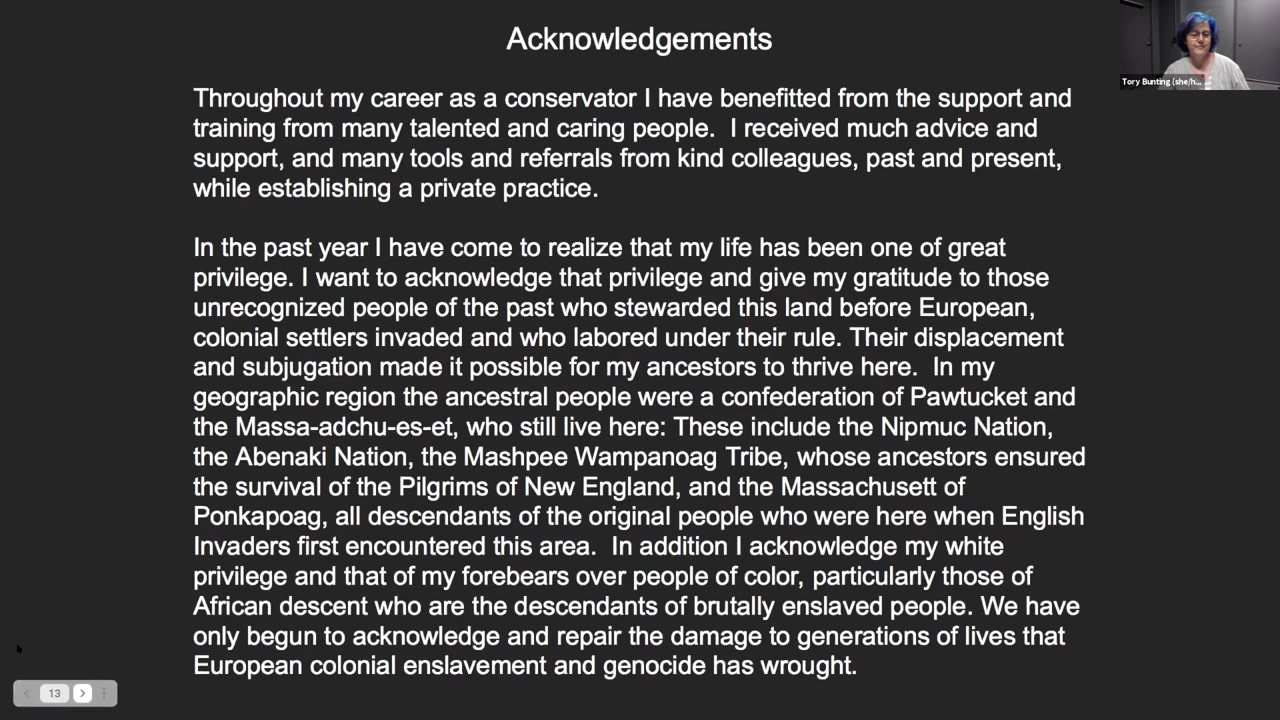 Acknowledgements
Tory Bunting (she/h...
Throughout my career as a conservator I have benefitted from the support and
training from many talented and caring people.  I received much advice and
support, and many tools and referrals from kind colleagues, past and present,
while establishing a private practice.
In the past year I have come to realize that my life has been one of great
privilege. I want to acknowledge that privilege and give my gratitude to those
unrecognized people of the past who stewarded this land before European,
colonial settlers invaded and who labored under their rule. Their displacement
and subjugation made it possible for my ancestors to thrive here.  In my
geographic region the ancestral people were a confederation of Pawtucket and
the Massa-adchu-es-et, who still live here: These include the Nipmuc Nation,
the Abenaki Nation, the Mashpee Wampanoag Tribe, whose ancestors ensured
the survival of the Pilgrims of New England, and the Massachusett of
Ponkapoag, all descendants of the original people who were here when English
Invaders first encountered this area.  In addition I acknowledge my white
privilege and that of my forebears over people of color, particularly those of
African descent who are the descendants of brutally enslaved people. We have
only begun to acknowledge and repair the damage to generations of lives that
European colonial enslavement and genocide has wrought.
13